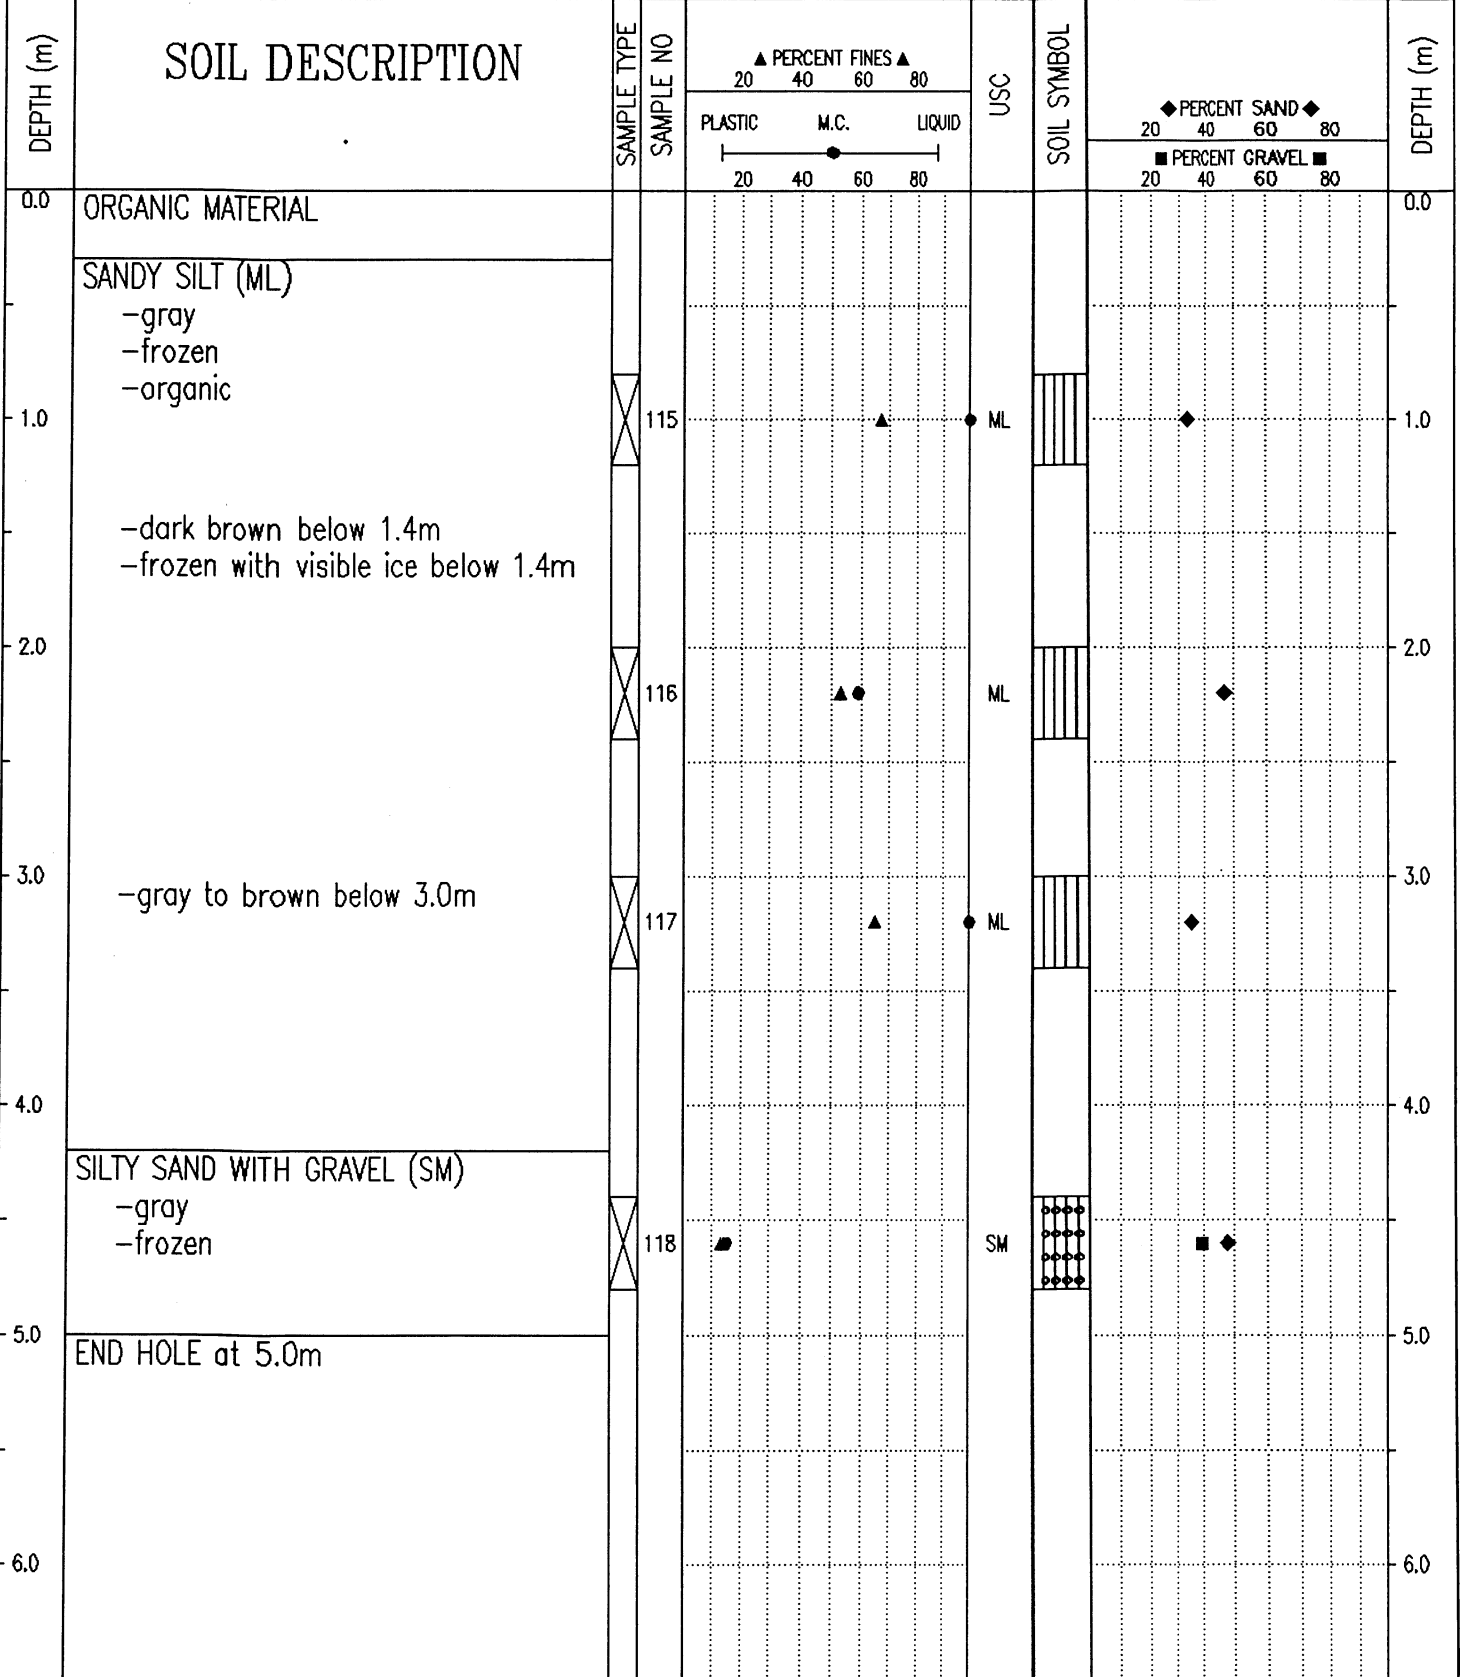 DEPTH (m)
SOIL DESCRIPTION
SAMPLE TYPE
SAMPLE NO
▲ PERCENT FINES ▲
20 40 60 80
PLASTIC M.C. LIQUID
20 40 60 80
USC
SOIL SYMBOL
◆ PERCENT SAND ◆
20 40 60 80
■ PERCENT GRAVEL ■
20 40 60 80
DEPTH (m)
0.0 ORGANIC MATERIAL 0.0
SANDY SILT (ML)
-gray
-frozen
-organic
1.0 115 ML 1.0
-dark brown below 1.4m
-frozen with visible ice below 1.4m
2.0 2.0
116 ML
3.0 3.0
-gray to brown below 3.0m
117 ML
4.0 4.0
SILTY SAND WITH GRAVEL (SM)
-gray
-frozen 118 SM
5.0 5.0
END HOLE at 5.0m
6.0 6.0